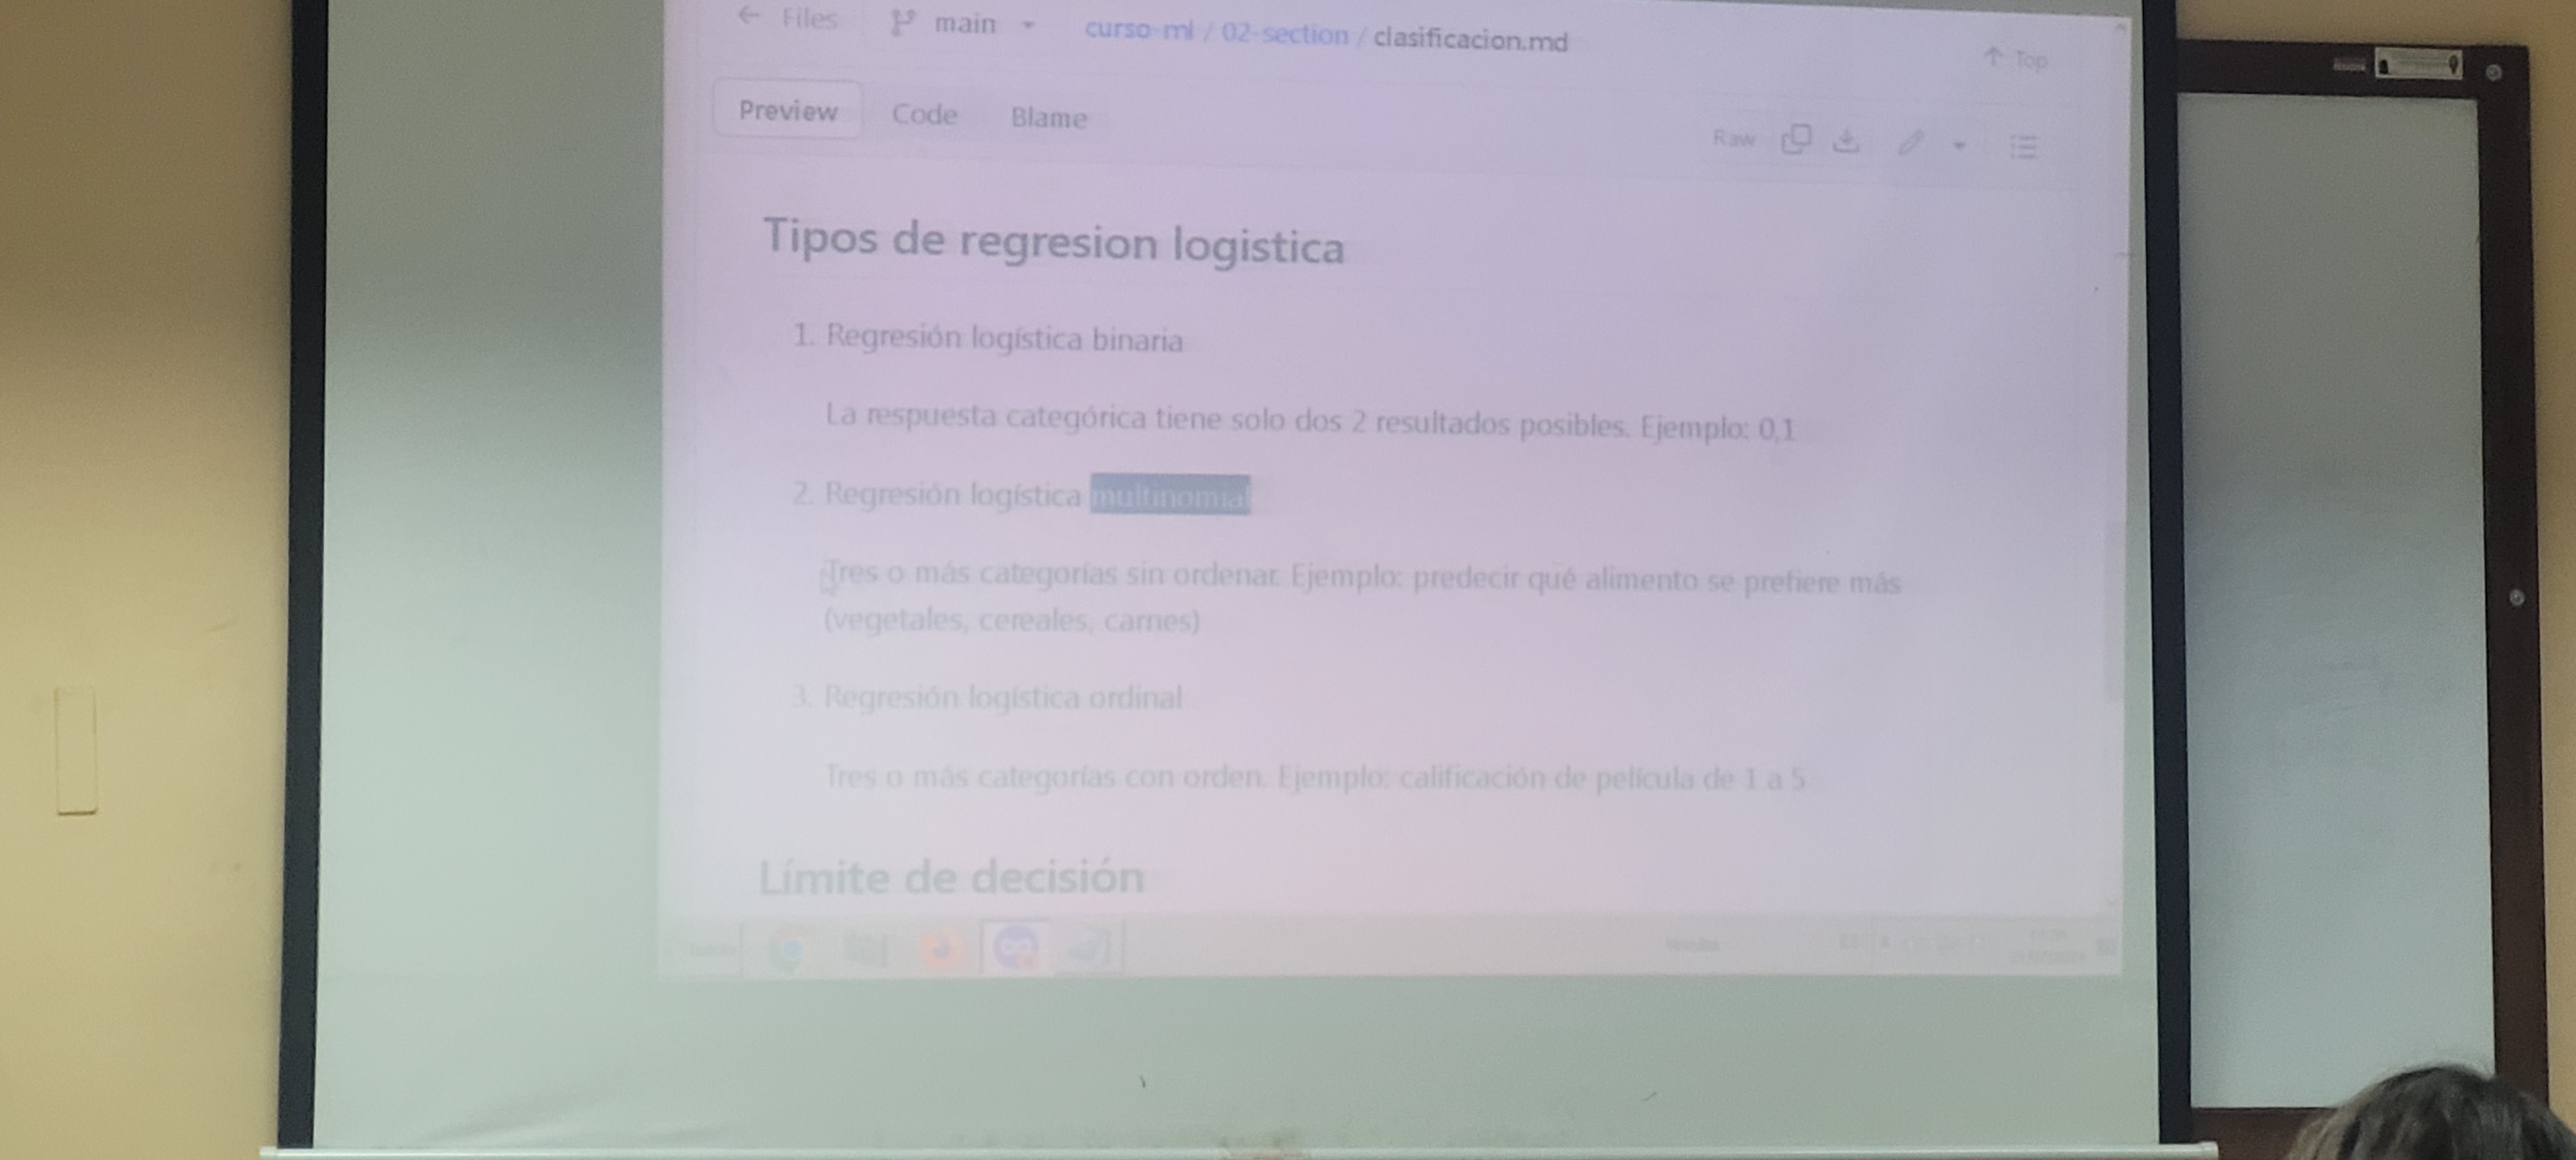 ← Files main curso-ml / 02-section / clasificacion.md
↑ Top
Preview Code Blame
Raw
Tipos de regresion logistica
1. Regresión logística binaria
La respuesta categórica tiene solo dos 2 resultados posibles. Ejemplo: 0,1
2. Regresión logística multinomial
Tres o más categorías sin ordenar. Ejemplo: predecir qué alimento se prefiere más
(vegetales, cereales, carnes)
3. Regresión logística ordinal
Tres o más categorías con orden. Ejemplo: calificación de película de 1 a 5
Límite de decisión